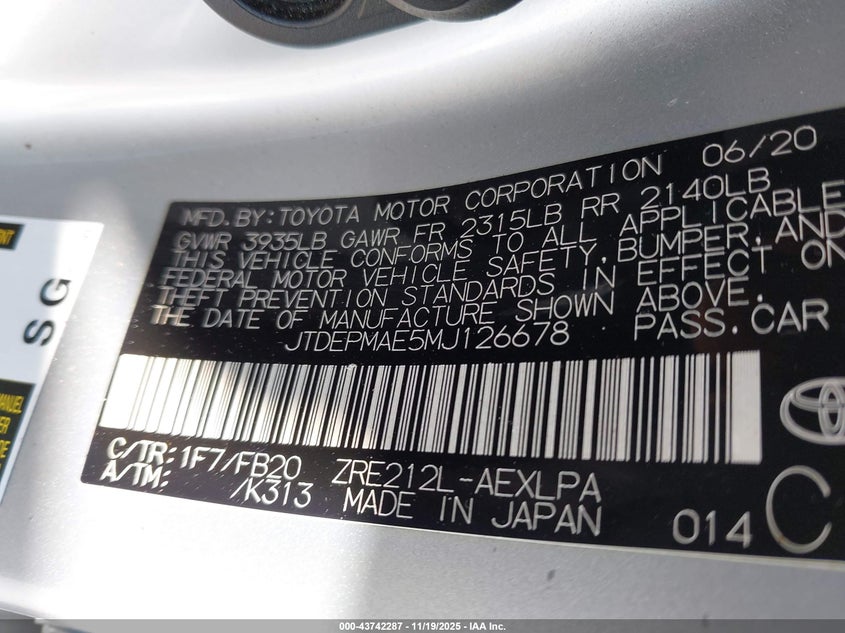 MFD. BY: TOYOTA MOTOR CORPORATION 06/20
GVWR 3935LB GAWR FR 2315LB RR 2140LB
THIS VEHICLE CONFORMS TO ALL APPLICABLE
FEDERAL MOTOR VEHICLE SAFETY, BUMPER, AND
THEFT PREVENTION STANDARDS IN EFFECT ON
THE DATE OF MANUFACTURE SHOWN ABOVE.
JTDEPMAE5MJ126678 PASS. CAR
C/TR: 1F7/FB20 ZRE212L-AEXLPA
A/TM: /K313 MADE IN JAPAN 014 C
SG
000-43742287 - 11/19/2025 - IAA Inc.